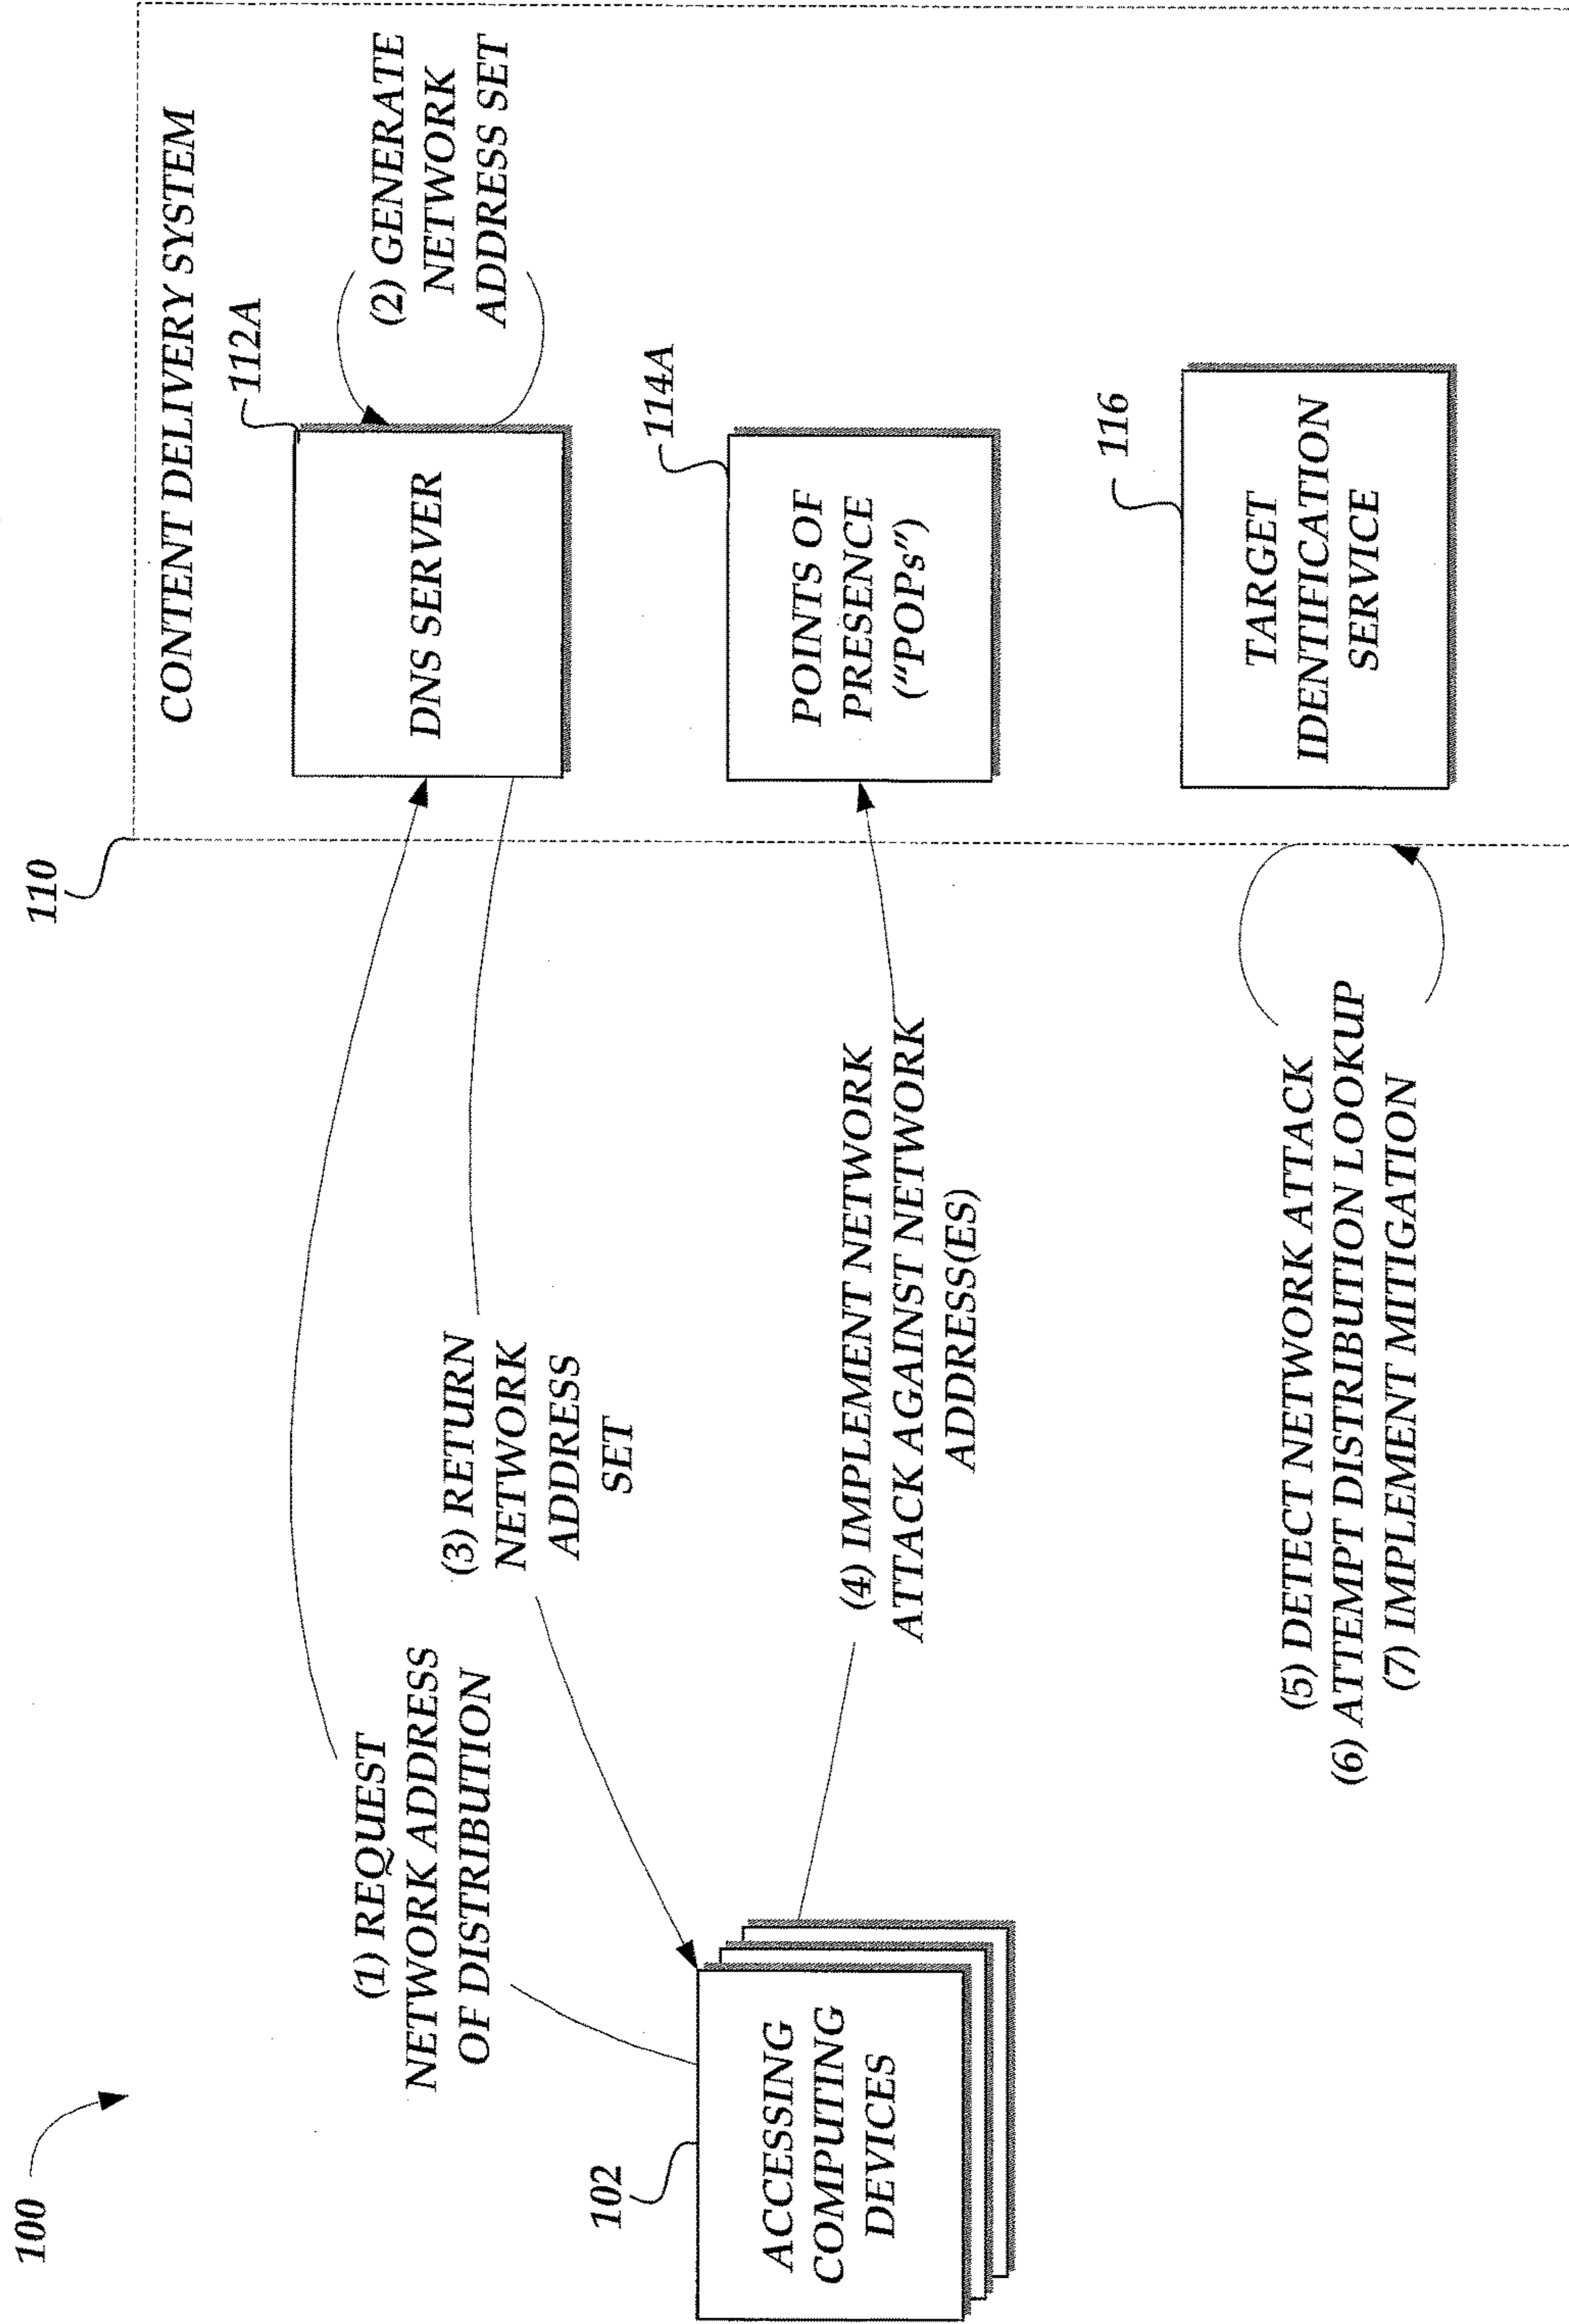 100
110
CONTENT DELIVERY SYSTEM
112A
DNS SERVER
(2) GENERATE
NETWORK
ADDRESS SET
(1) REQUEST
NETWORK ADDRESS
OF DISTRIBUTION
(3) RETURN
NETWORK
ADDRESS
SET
102
ACCESSING
COMPUTING
DEVICES
114A
POINTS OF
PRESENCE
(“POPs”)
(4) IMPLEMENT NETWORK
ATTACK AGAINST NETWORK
ADDRESS(ES)
116
TARGET
IDENTIFICATION
SERVICE
(5) DETECT NETWORK ATTACK
(6) ATTEMPT DISTRIBUTION LOOKUP
(7) IMPLEMENT MITIGATION